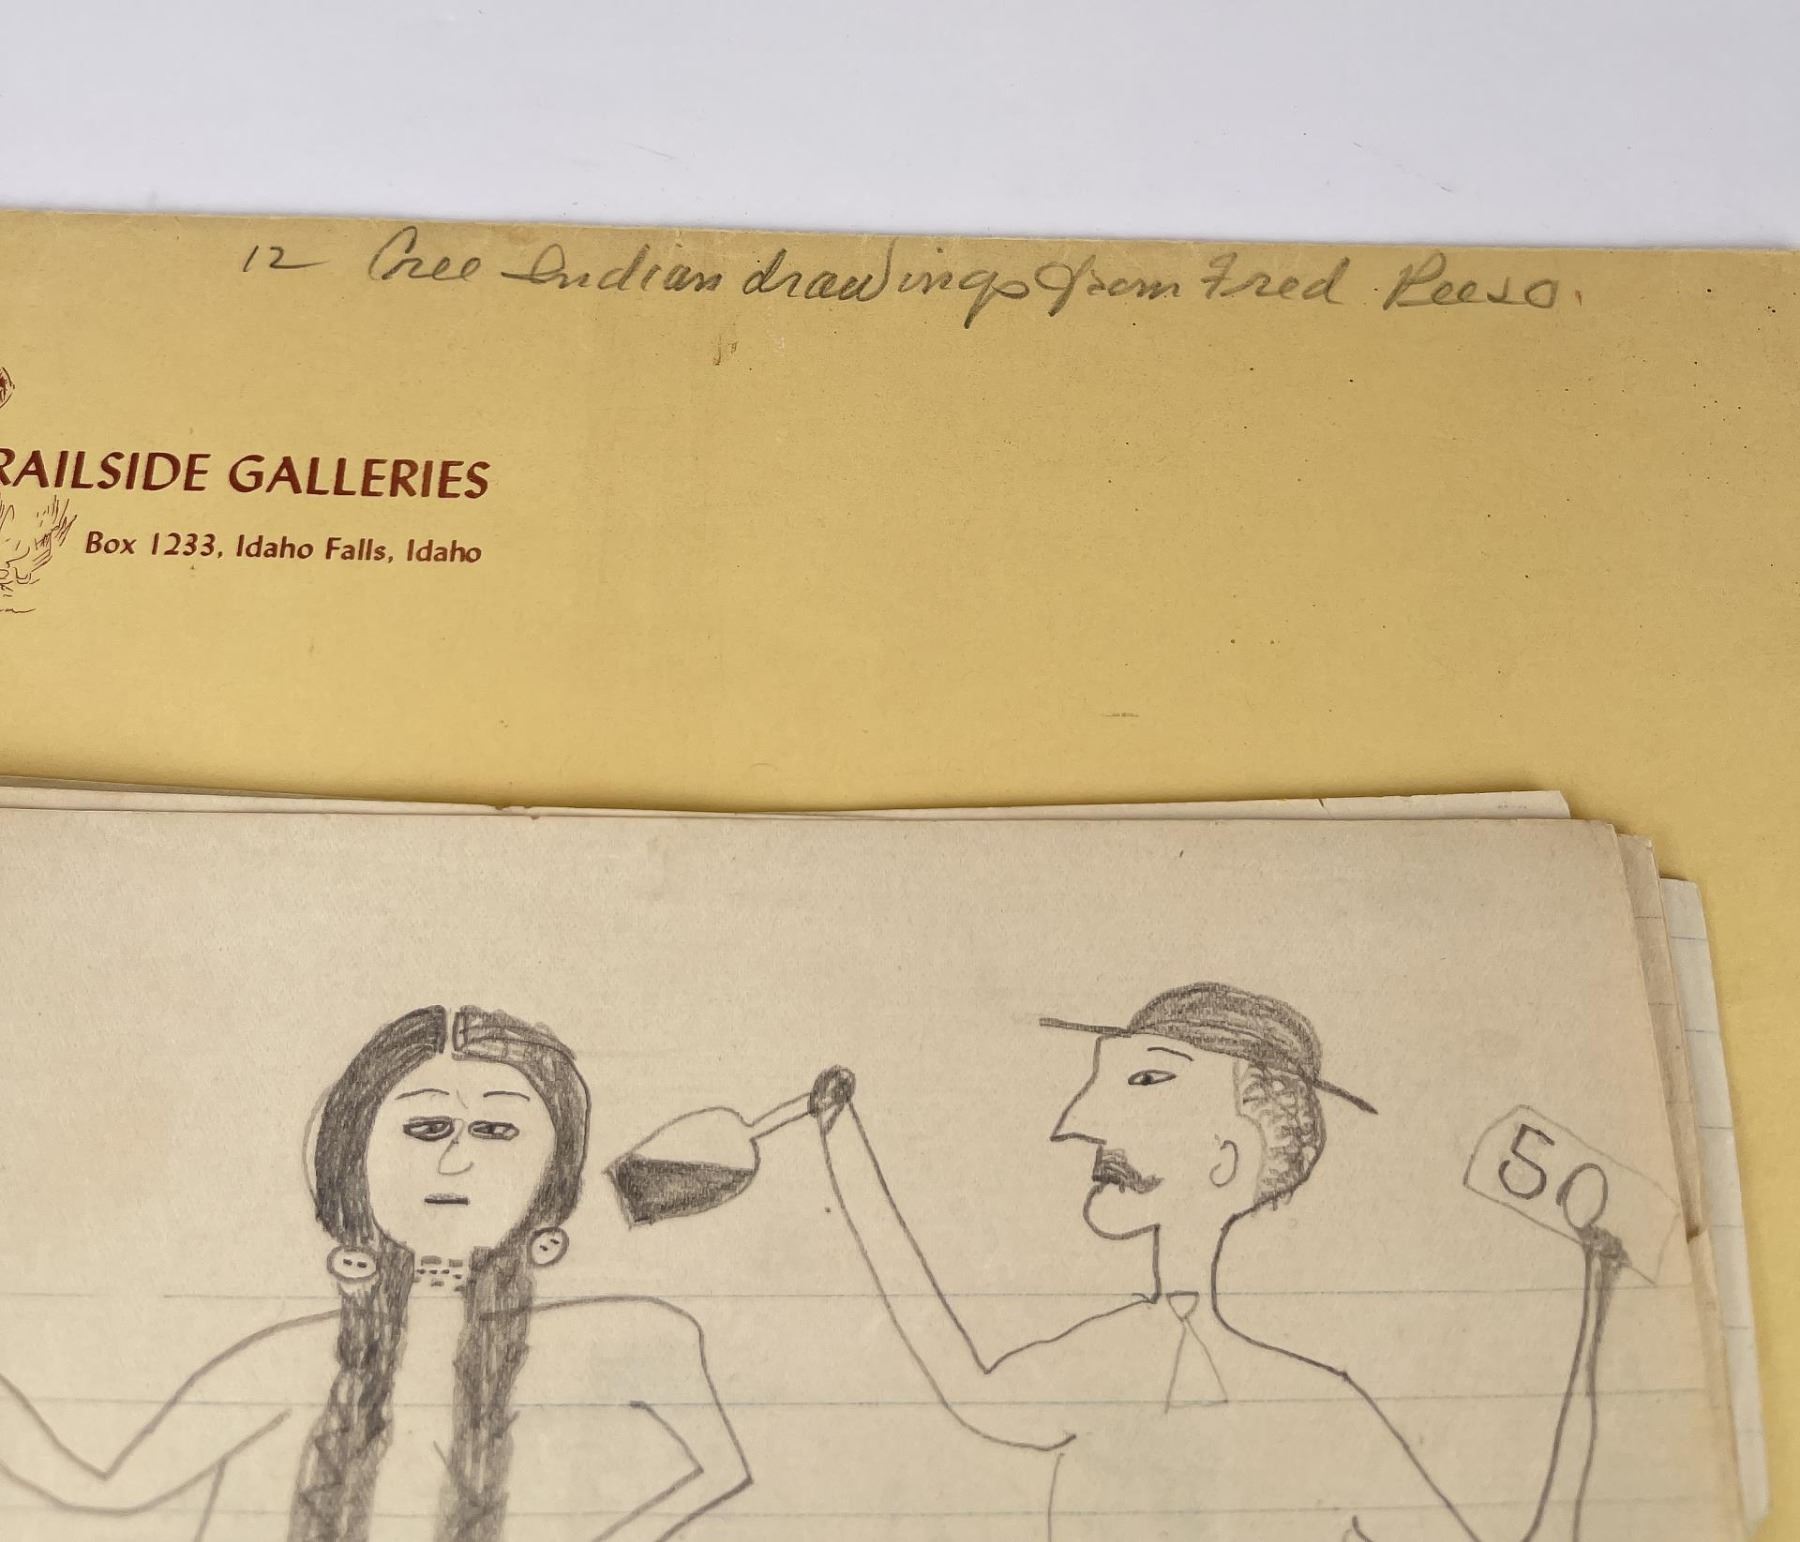 12 Cree Indian drawings from Fred Peeso.
RAILSIDE GALLERIES
Box 1233, Idaho Falls, Idaho
50